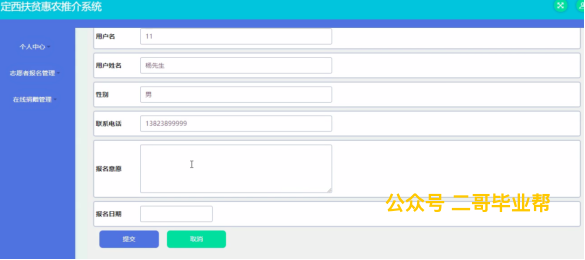 定西扶贫惠农推介系统
个人中心
志愿者报名管理
在线捐赠管理
用户名
11
用户姓名
杨先生
性别
男
联系电话
13823899999
报名意愿
报名日期
提交
取消
公众号 二哥毕业帮